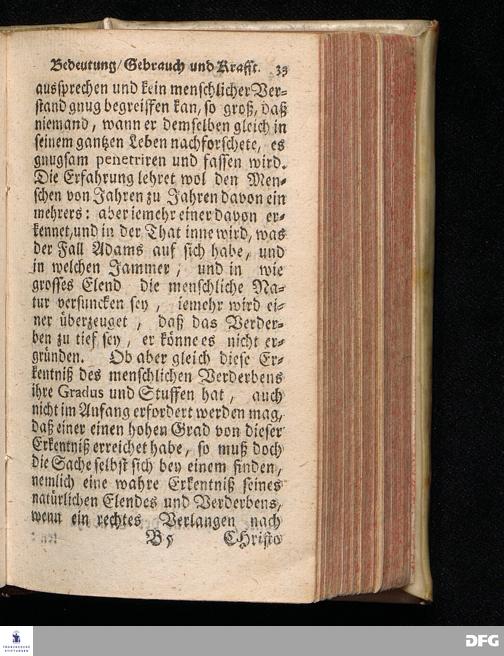 Bedeutung/Gebrauch und Krafft. 33
aussprechen und kein menschlicher Ver-
stand gnug begreiffen kan, so groß, daß
niemand, wann er demselben gleich in
seinem gantzen Leben nachforschete, es
gnugsam penetriren und fassen wird.
Die Erfahrung lehret wol den Men-
schen von Jahren zu Jahren davon ein
mehrers: aber iemehr einer davon er-
kennet, und in der That inne wird, was
der Fall Adams auf sich habe, und
in welchen Jammer, und in wie
grosses Elend die menschliche Na-
tur versuncken sey, iemehr wird ei-
ner überzeuget, daß das Verder-
ben zu tief sey, er könne es nicht er-
gründen. Ob aber gleich diese Er-
kentniß des menschlichen Verderbens
ihre Gradus und Stuffen hat, auch
nicht im Anfang erfordert werden mag,
daß einer einen hohen Grad von dieser
Erkentniß erreichet habe, so muß doch
die Sache selbst sich bey einem finden,
nemlich eine wahre Erkentniß seines
natürlichen Elendes und Verderbens,
wenn ein rechtes Verlangen nach
B5 CHristo
FRANCKESCHE
STIFTUNGEN
DFG